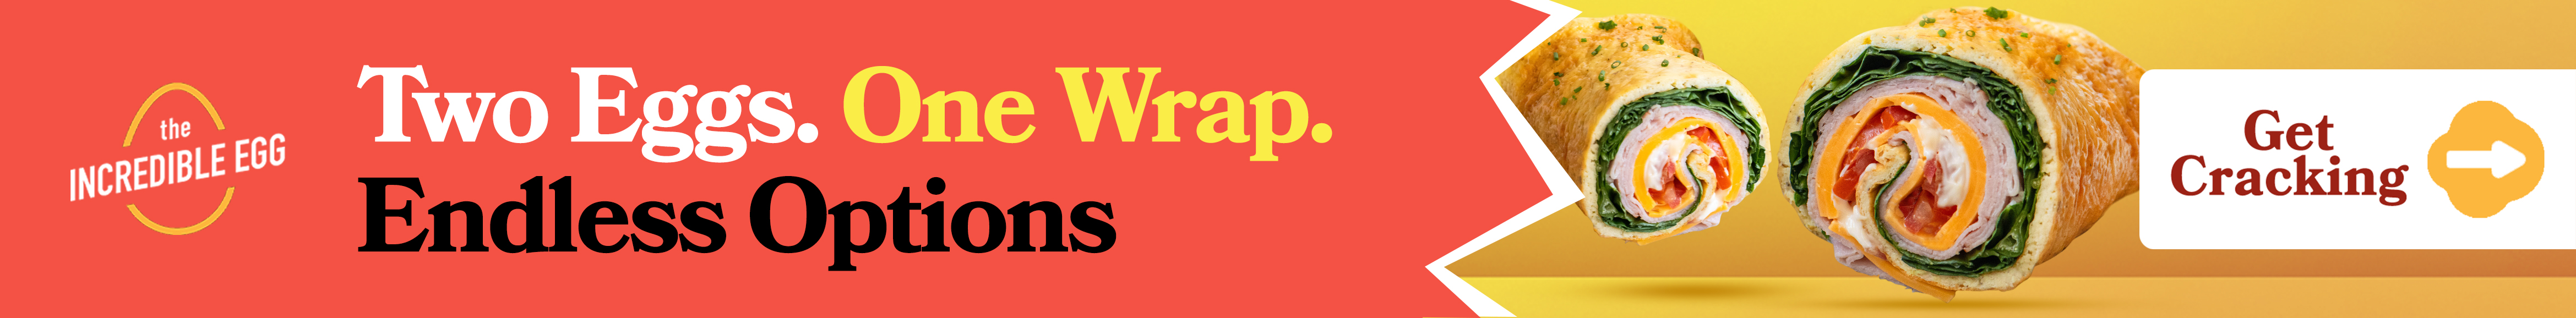 the
INCREDIBLE EGG
Two Eggs. One Wrap.
Endless Options
Get
Cracking